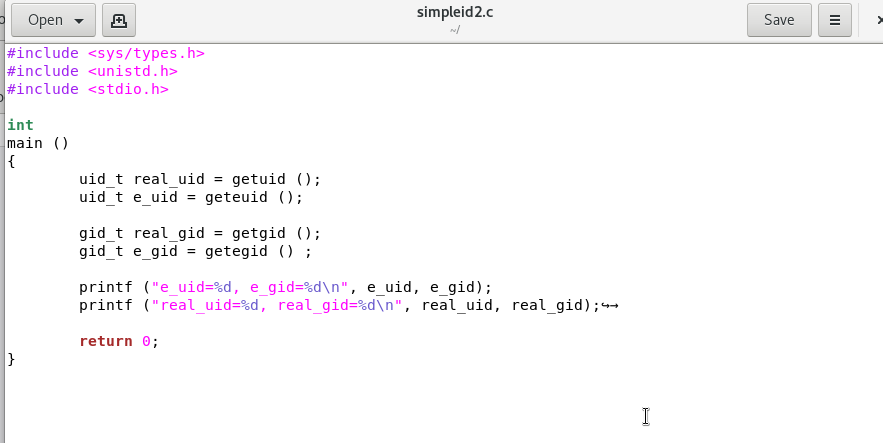 Open
simpleid2.c
~/
Save
#include <sys/types.h>
#include <unistd.h>
#include <stdio.h>
int
main ()
{
uid_t real_uid = getuid ();
uid_t e_uid = geteuid ();
gid_t real_gid = getgid ();
gid_t e_gid = getegid () ;
printf ("e_uid=%d, e_gid=%d\n", e_uid, e_gid);
printf ("real_uid=%d, real_gid=%d\n", real_uid, real_gid);↪→
return 0;
}